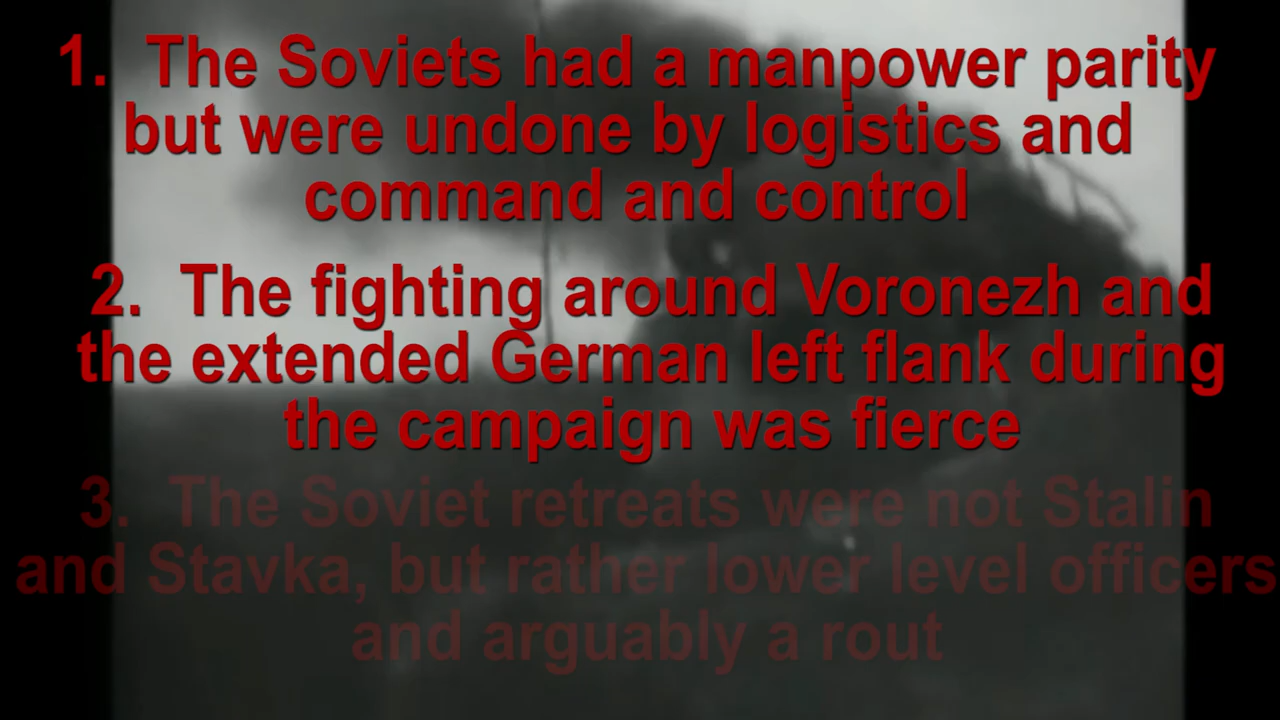 1. The Soviets had a manpower parity
but were undone by logistics and
command and control
2. The fighting around Voronezh and
the extended German left flank during
the campaign was fierce
3. The Soviet retreats were not Stalin
and Stavka, but rather lower level officers
and arguably a rout